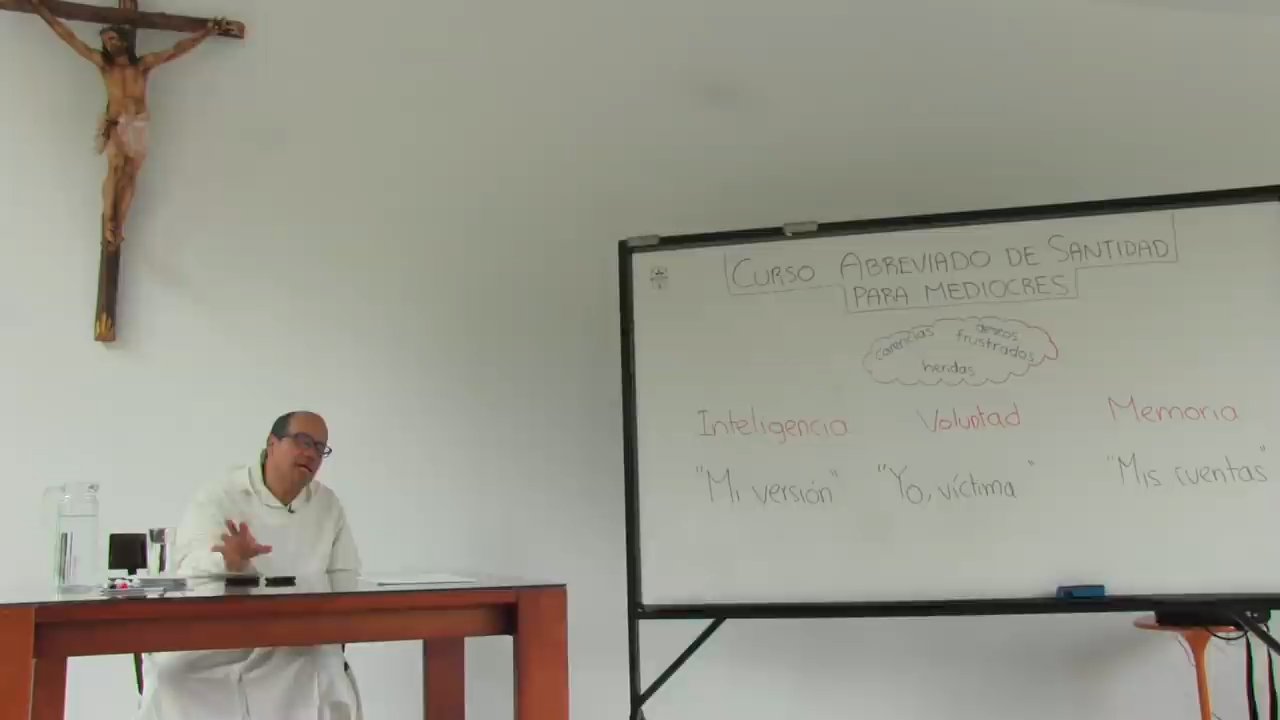 CURSO ABREVIADO DE SANTIDAD
PARA MEDIOCRES
carencias
deseos
frustrados
heridas
Inteligencia Voluntad Memoria
"Mi versión" "Yo, víctima" "Mis cuentas"